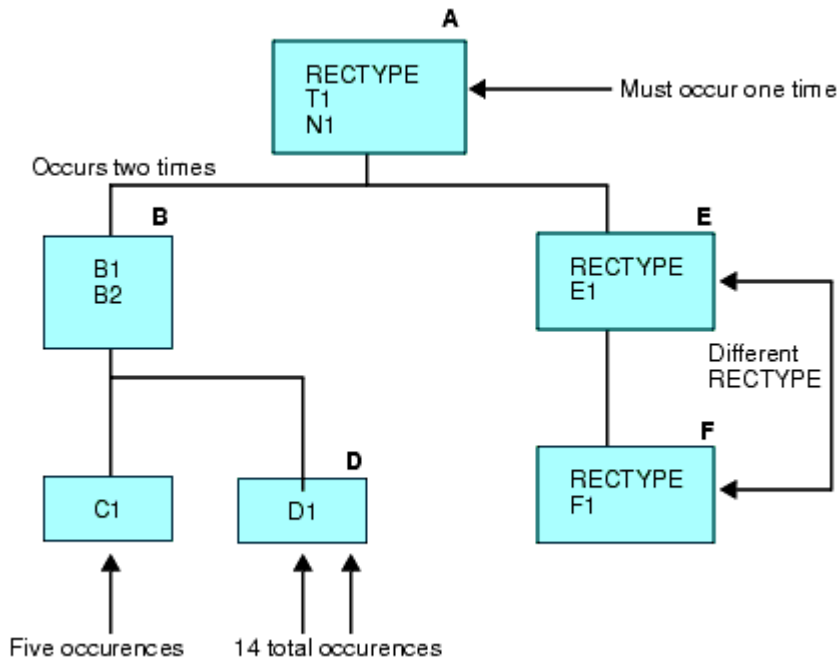 A
RECTYPE
T1
N1
Must occur one time
Occurs two times
B
B1
B2
E
RECTYPE
E1
Different
RECTYPE
C1
D
D1
F
RECTYPE
F1
Five occurences
14 total occurences